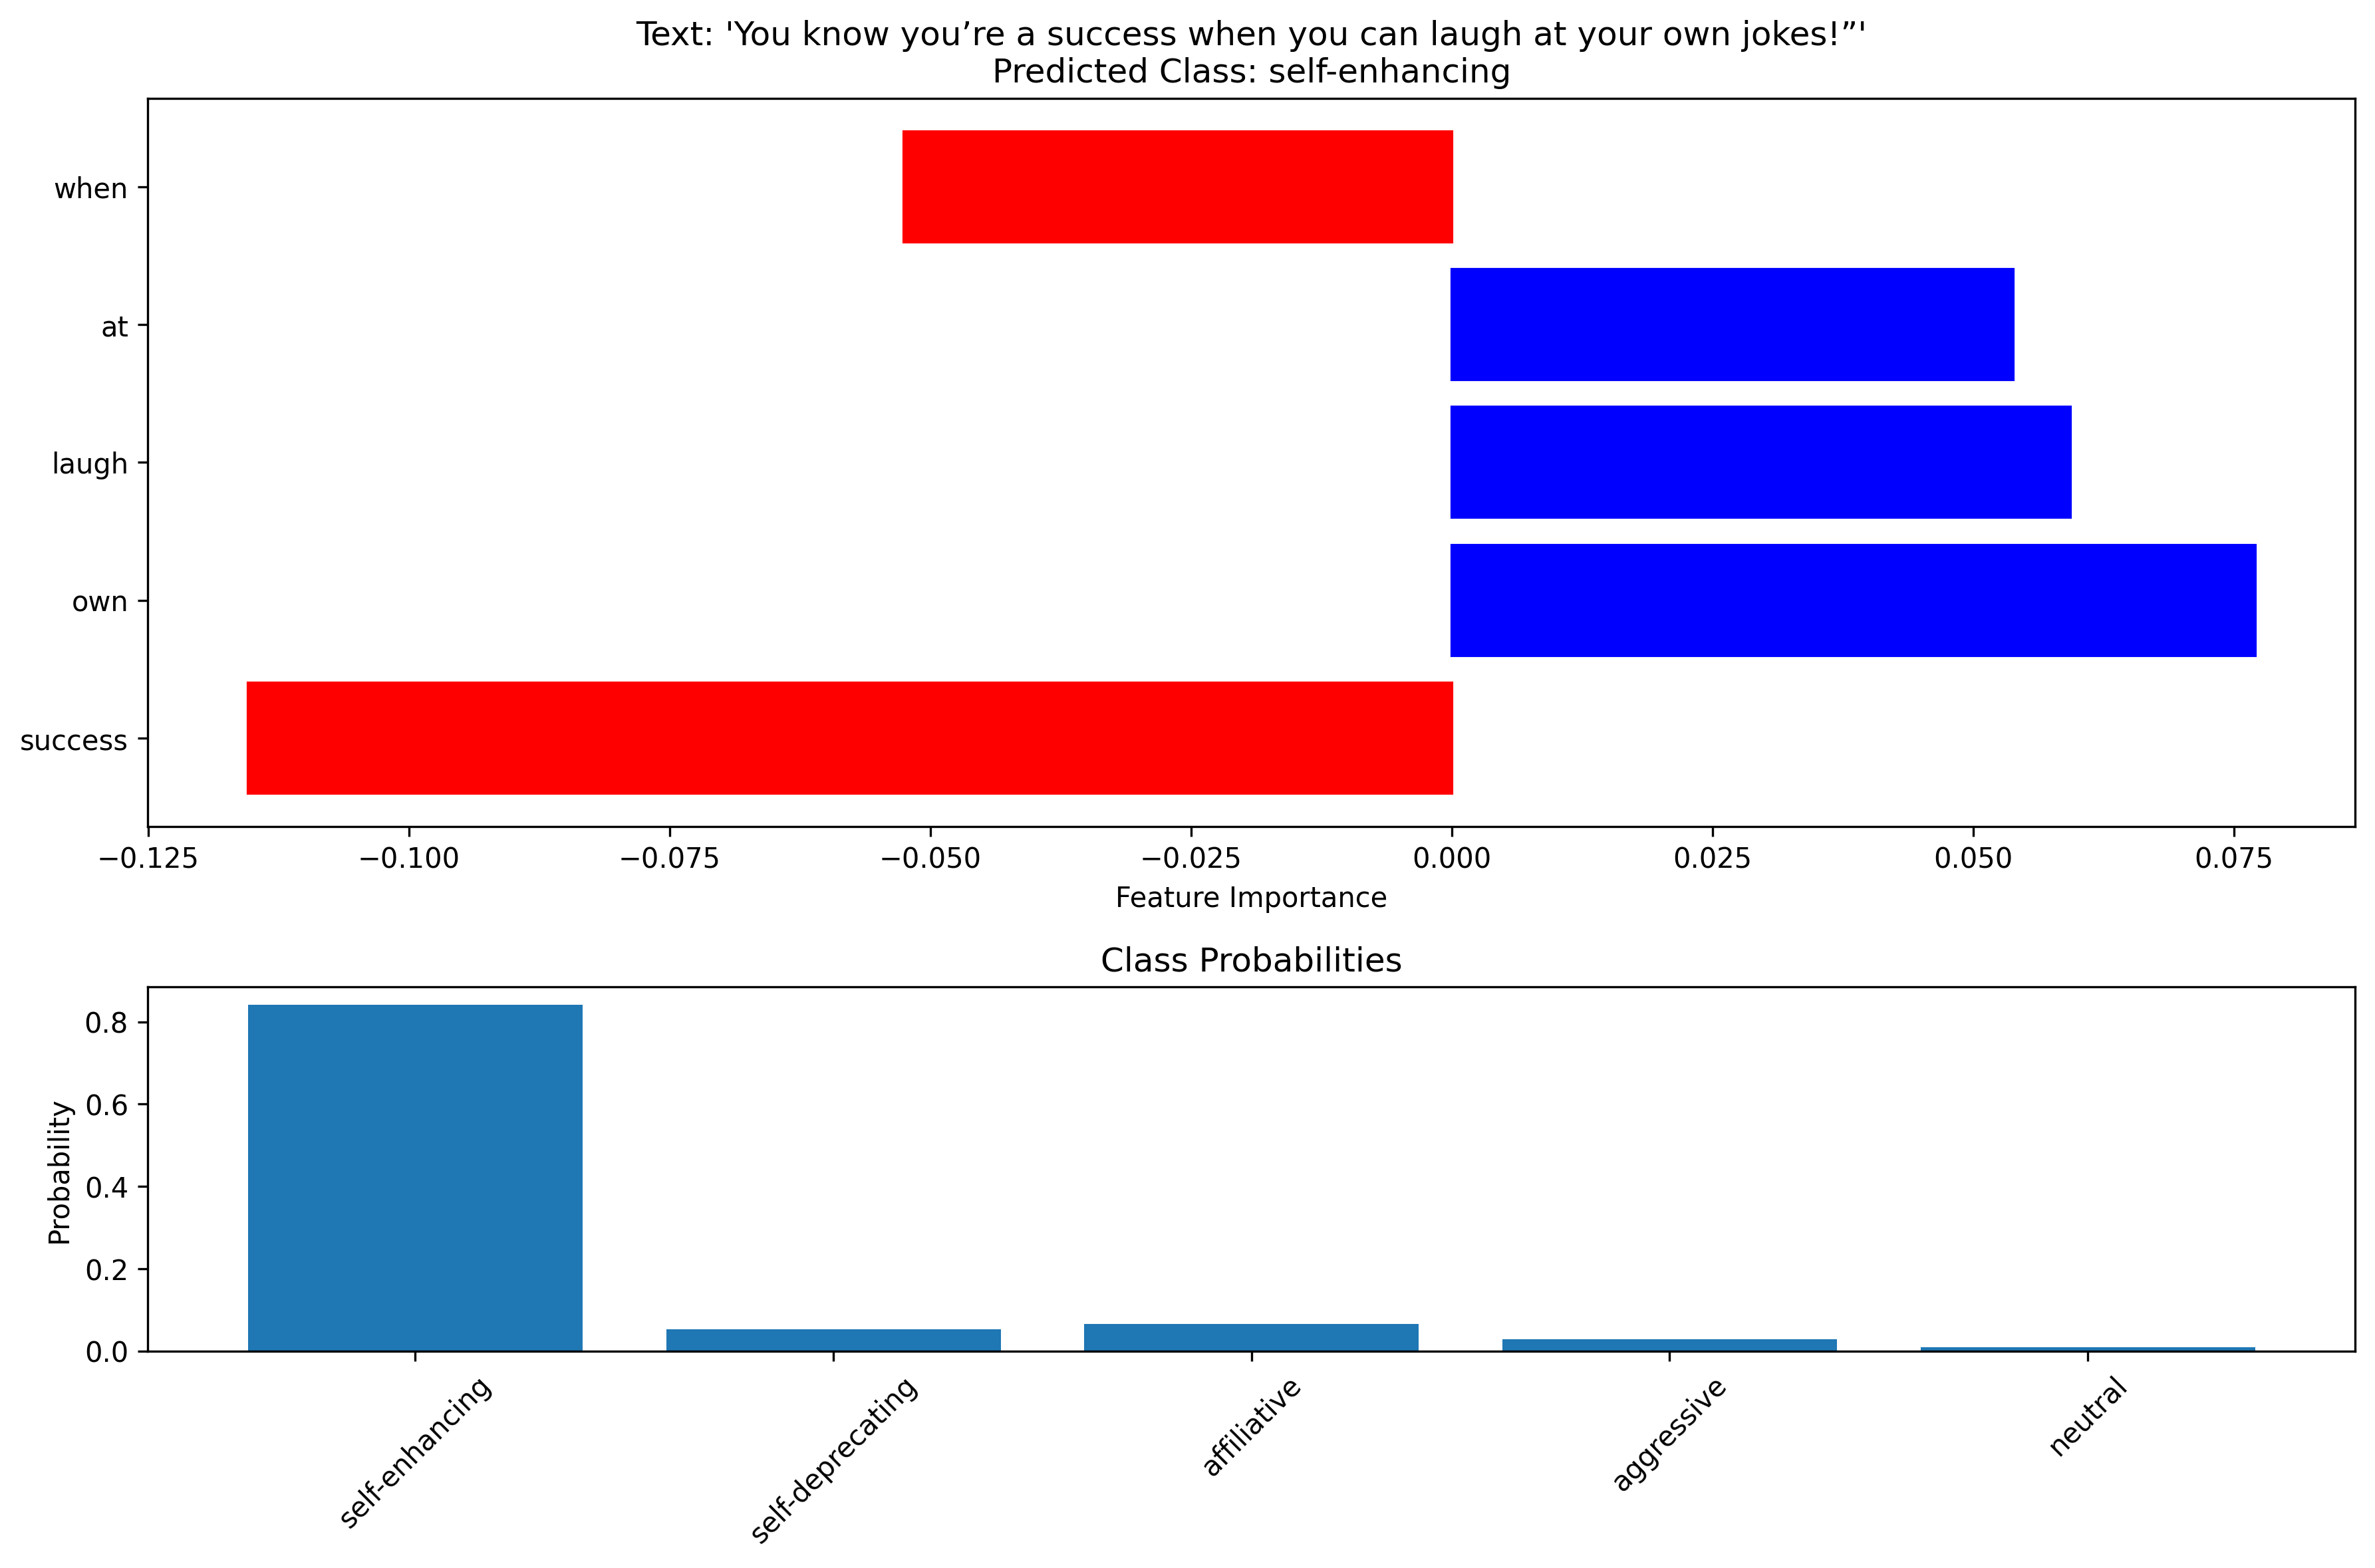 Text: 'You know you’re a success when you can laugh at your own jokes!”'
Predicted Class: self-enhancing
when
at
laugh
own
success
−0.125 −0.100 −0.075 −0.050 −0.025 0.000 0.025 0.050 0.075
Feature Importance
Class Probabilities
Probability
0.8
0.6
0.4
0.2
0.0
self-enhancing
self-deprecating
affiliative
aggressive
neutral